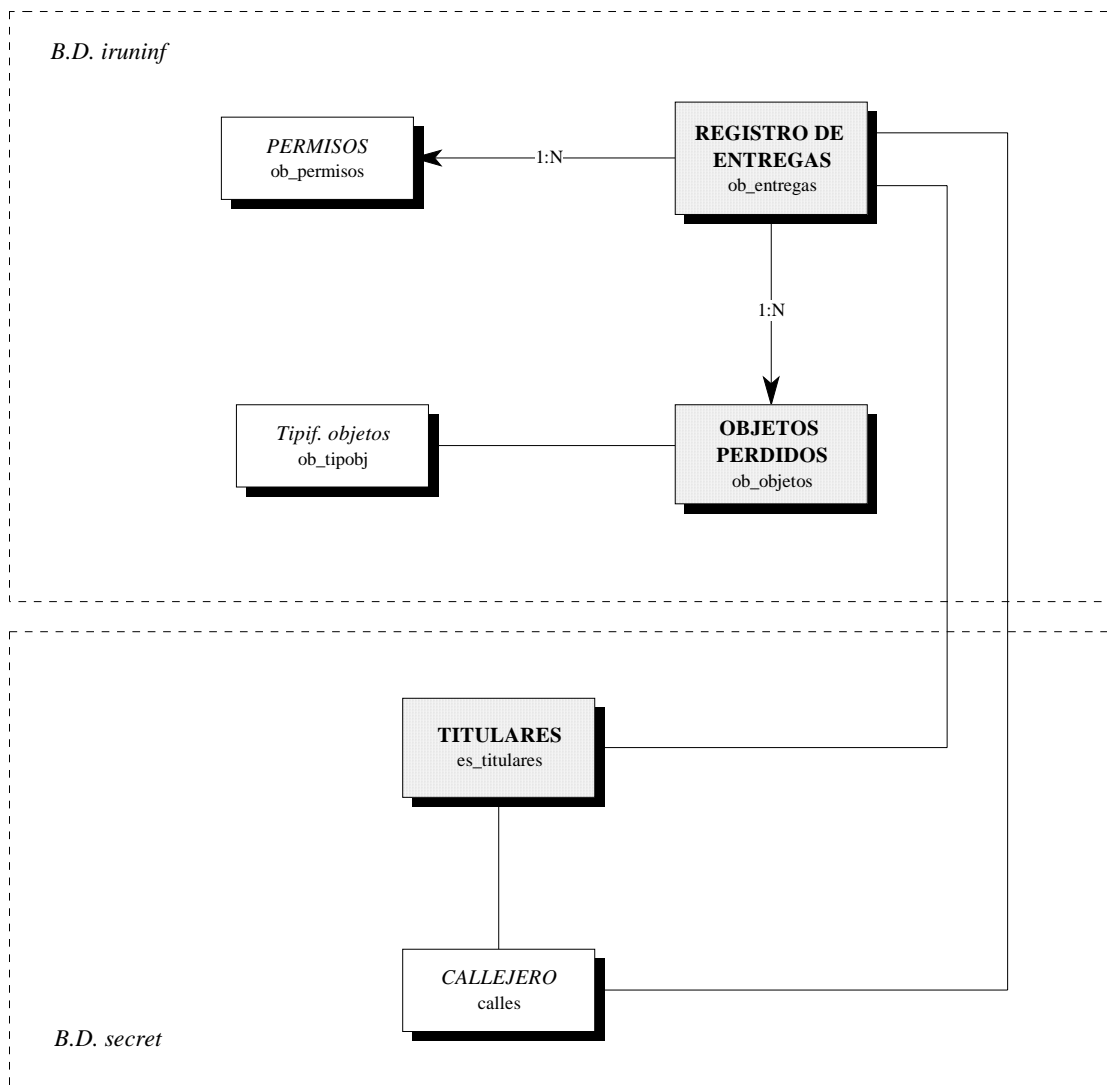 B.D. iruninf
PERMISOS
ob_permisos
1:N
REGISTRO DE
ENTREGAS
ob_entregas
1:N
Tipif. objetos
ob_tipobj
OBJETOS
PERDIDOS
ob_objetos
TITULARES
es_titulares
CALLEJERO
calles
B.D. secret